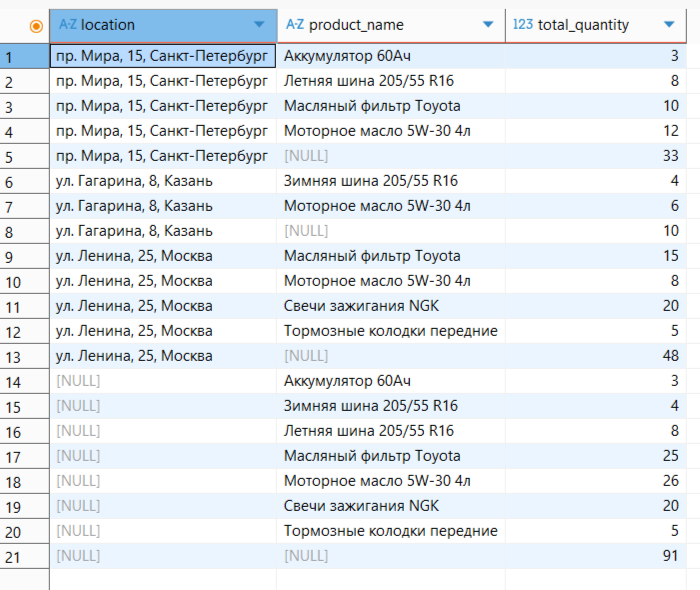 A-Z location A-Z product_name 123 total_quantity
1 пр. Мира, 15, Санкт-Петербург Аккумулятор 60Ач 3
2 пр. Мира, 15, Санкт-Петербург Летняя шина 205/55 R16 8
3 пр. Мира, 15, Санкт-Петербург Масляный фильтр Toyota 10
4 пр. Мира, 15, Санкт-Петербург Моторное масло 5W-30 4л 12
5 пр. Мира, 15, Санкт-Петербург [NULL] 33
6 ул. Гагарина, 8, Казань Зимняя шина 205/55 R16 4
7 ул. Гагарина, 8, Казань Моторное масло 5W-30 4л 6
8 ул. Гагарина, 8, Казань [NULL] 10
9 ул. Ленина, 25, Москва Масляный фильтр Toyota 15
10 ул. Ленина, 25, Москва Моторное масло 5W-30 4л 8
11 ул. Ленина, 25, Москва Свечи зажигания NGK 20
12 ул. Ленина, 25, Москва Тормозные колодки передние 5
13 ул. Ленина, 25, Москва [NULL] 48
14 [NULL] Аккумулятор 60Ач 3
15 [NULL] Зимняя шина 205/55 R16 4
16 [NULL] Летняя шина 205/55 R16 8
17 [NULL] Масляный фильтр Toyota 25
18 [NULL] Моторное масло 5W-30 4л 26
19 [NULL] Свечи зажигания NGK 20
20 [NULL] Тормозные колодки передние 5
21 [NULL] [NULL] 91